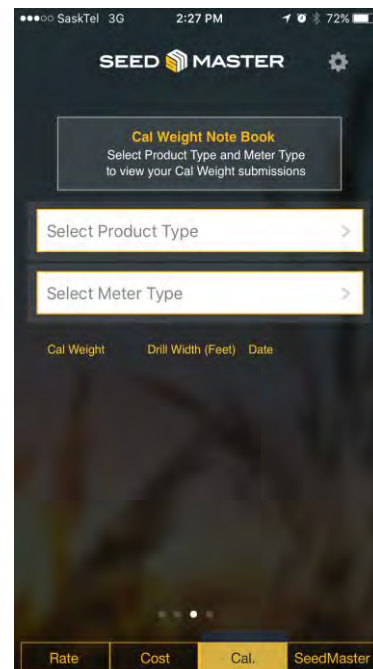 SaskTel 3G 2:27 PM 72%
SEED MASTER
Cal Weight Note Book
Select Product Type and Meter Type
to view your Cal Weight submissions
Select Product Type
Select Meter Type
Cal Weight Drill Width (Feet) Date
Rate Cost Cal. SeedMaster